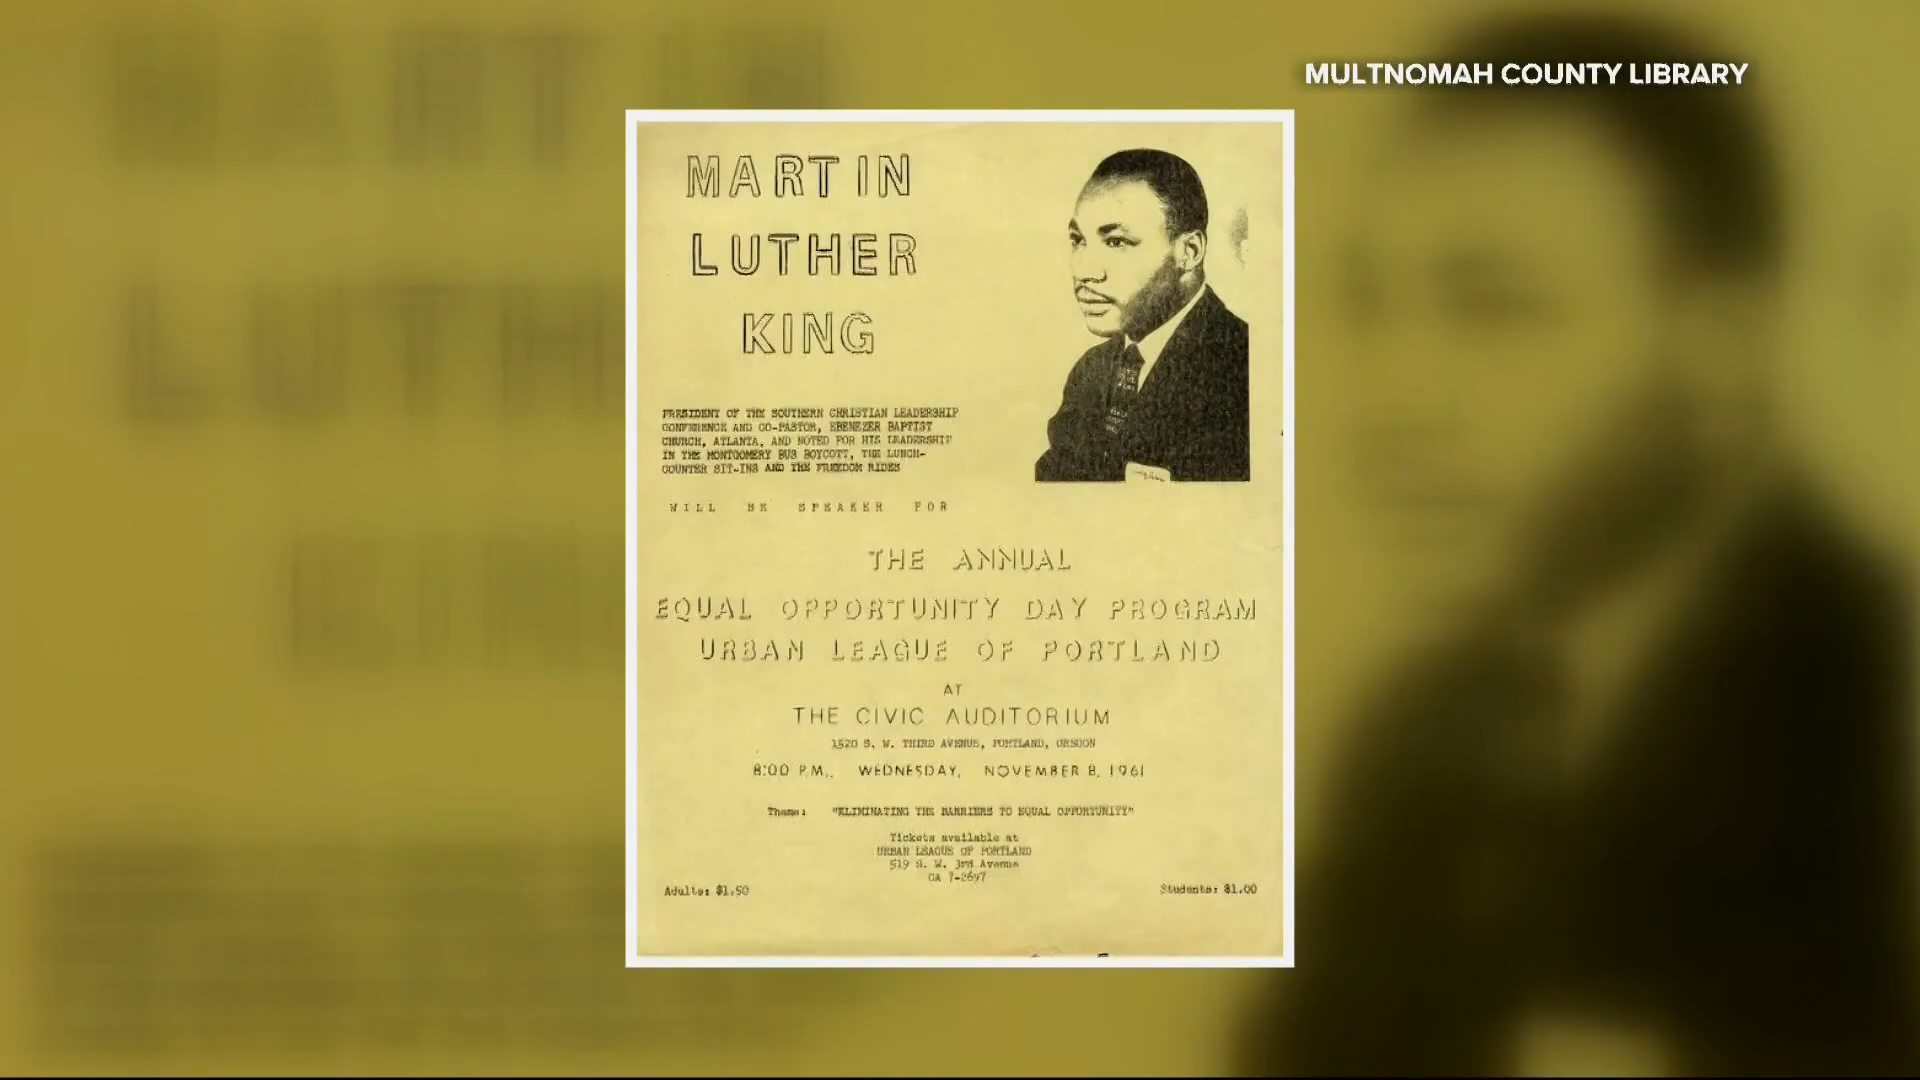 MULTNOMAH COUNTY LIBRARY
MARTIN
LUTHER
KING
PRESIDENT OF THE SOUTHERN CHRISTIAN LEADERSHIP
CONFERENCE AND CO-PASTOR, EBENEZER BAPTIST
CHURCH, ATLANTA, AND NOTED FOR HIS LEADERSHIP
IN THE MONTGOMERY BUS BOYCOTT, THE LUNCH-
COUNTER SIT-INS AND THE FREEDOM RIDES
WILL BE SPEAKER FOR
THE ANNUAL
EQUAL OPPORTUNITY DAY PROGRAM
URBAN LEAGUE OF PORTLAND
AT
THE CIVIC AUDITORIUM
1520 S. W. THIRD AVENUE, PORTLAND, OREGON
8:00 P.M., WEDNESDAY, NOVEMBER 8, 1961
Theme: "ELIMINATING THE BARRIERS TO EQUAL OPPORTUNITY"
Tickets available at
URBAN LEAGUE OF PORTLAND
519 S. W. 3rd Avenue
CA 7-2697
Adults: $1.50
Students: $1.00